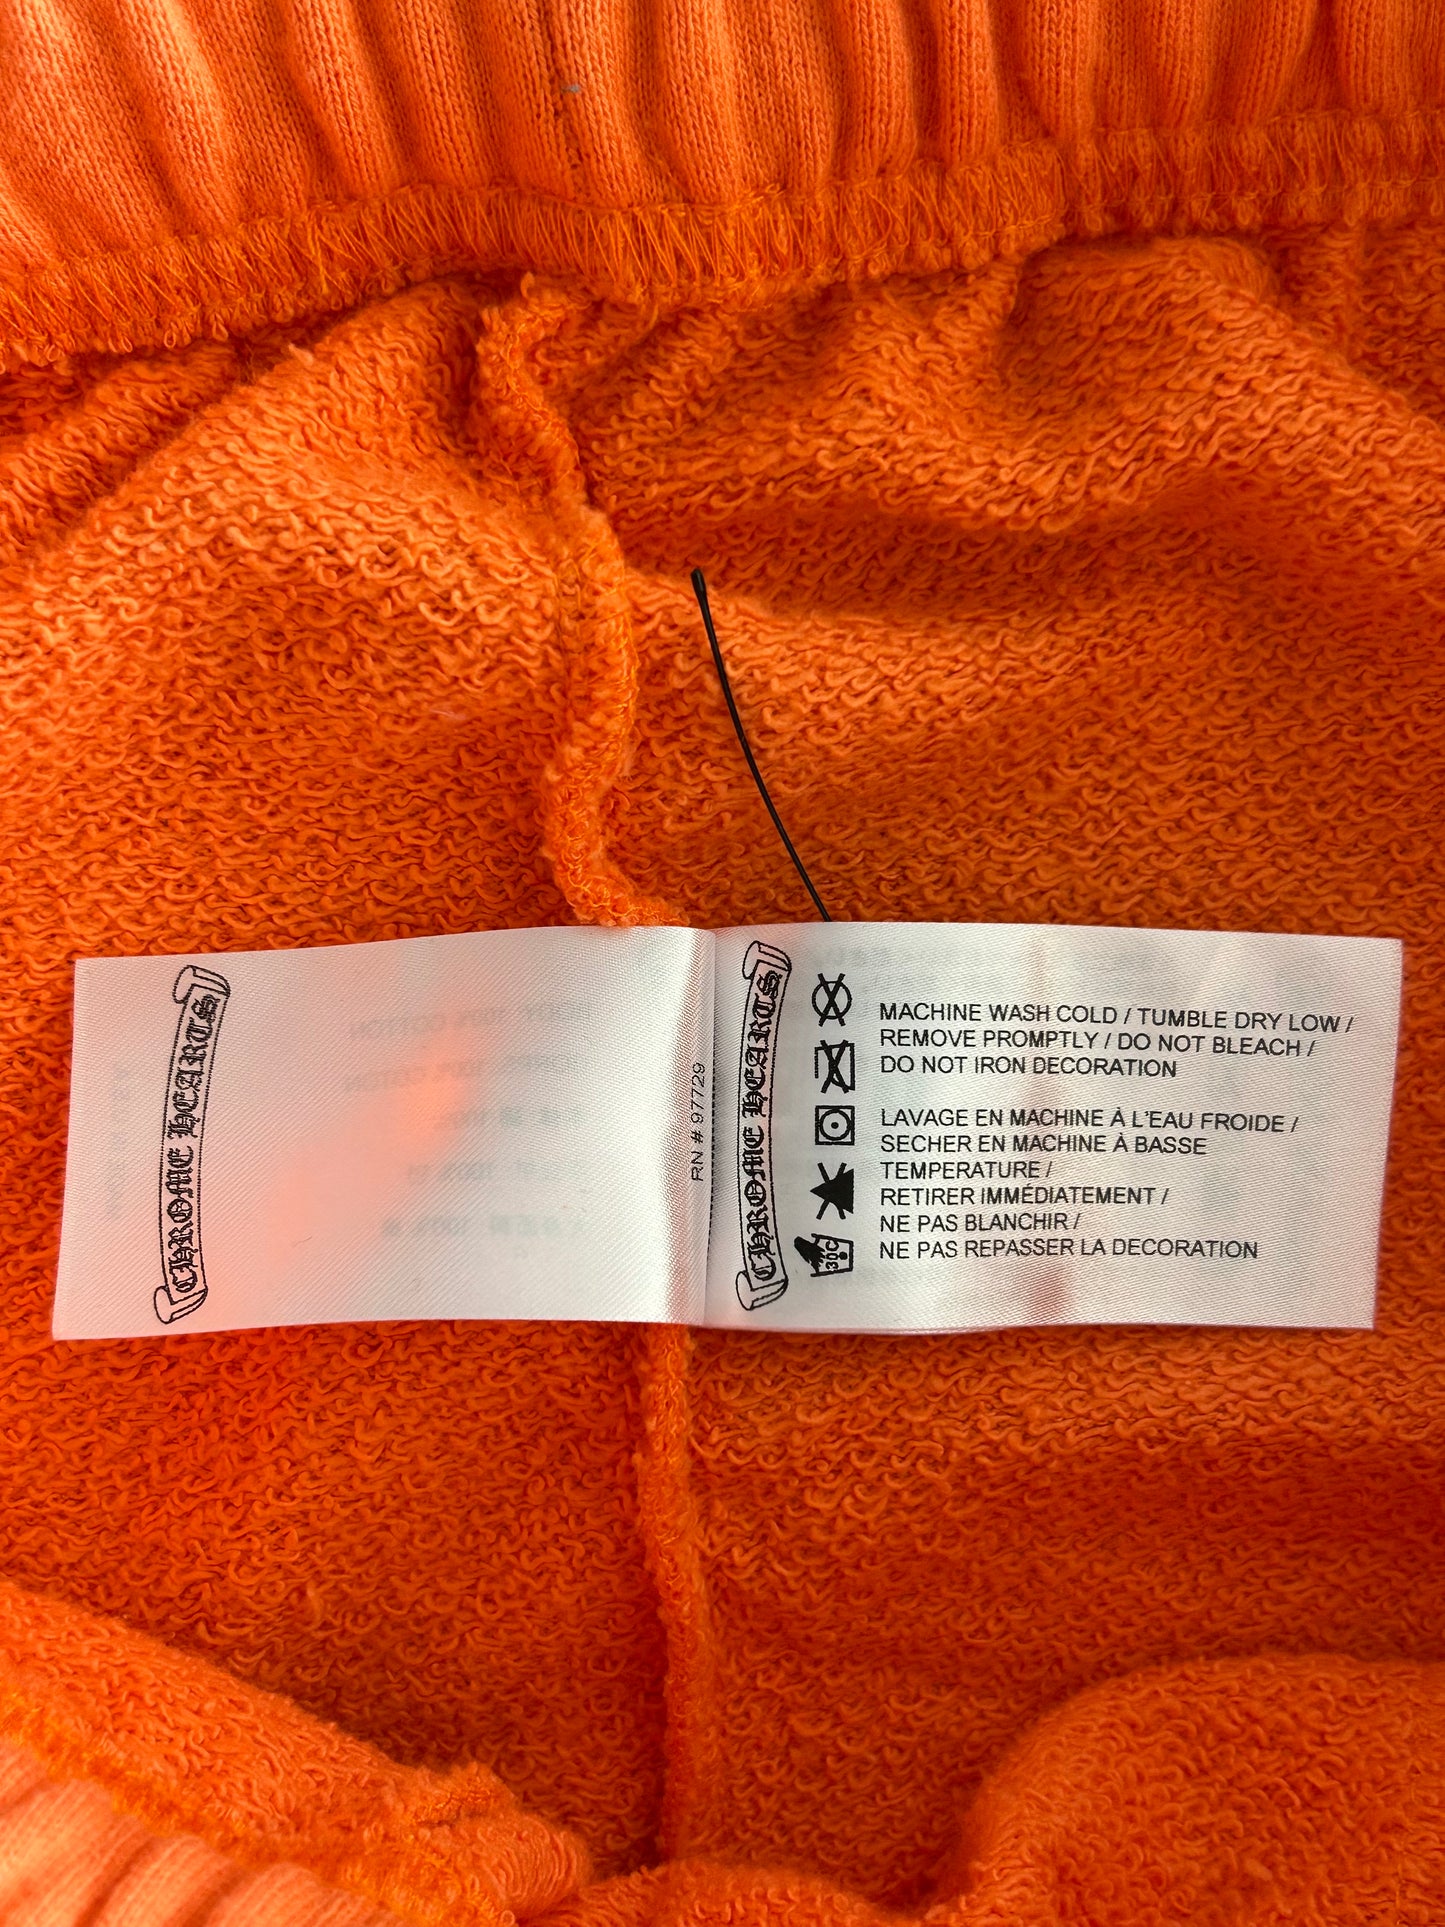 CHROME HEARTS
RN # 97729
CHROME HEARTS
MACHINE WASH COLD / TUMBLE DRY LOW /
REMOVE PROMPTLY / DO NOT BLEACH /
DO NOT IRON DECORATION
LAVAGE EN MACHINE À L'EAU FROIDE /
SECHER EN MACHINE À BASSE
TEMPERATURE /
RETIRER IMMÉDIATEMENT /
NE PAS BLANCHIR /
NE PAS REPASSER LA DECORATION
30C